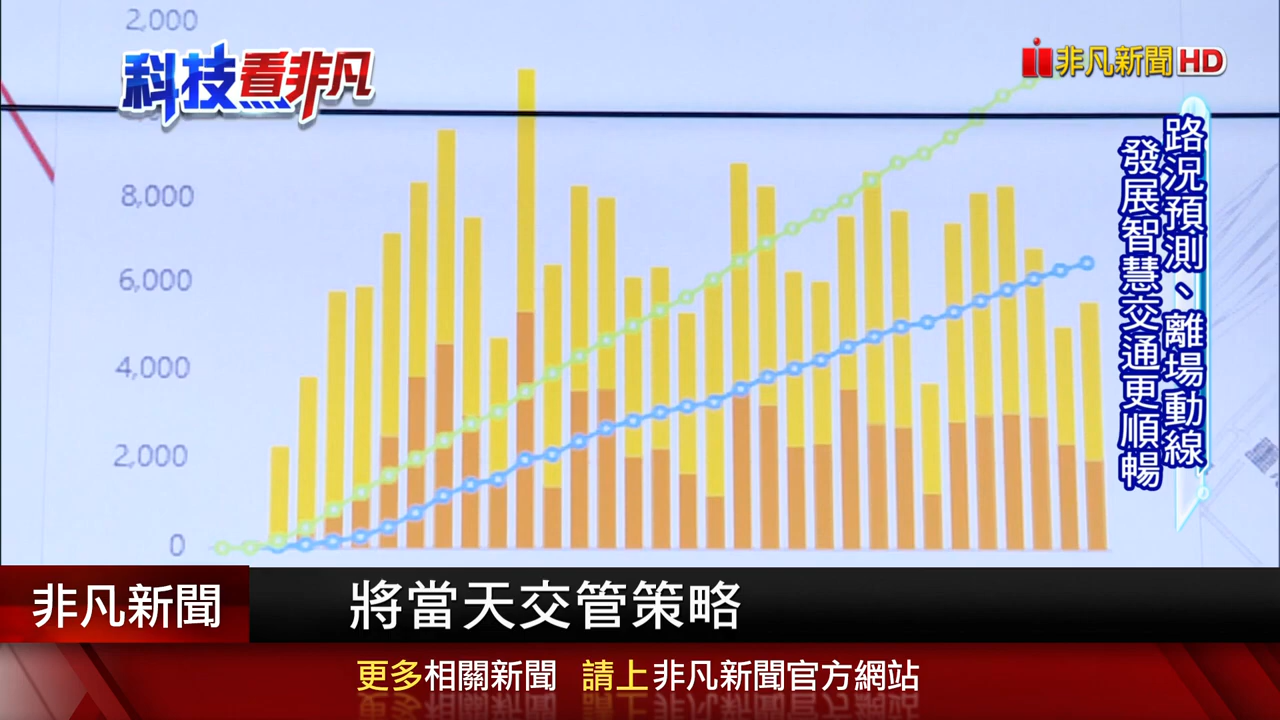 2,000
科技看非凡
非凡新聞HD
8,000
6,000
4,000
2,000
0
路況預測、離場動線
發展智慧交通更順暢
非凡新聞
將當天交管策略
更多相關新聞 請上非凡新聞官方網站